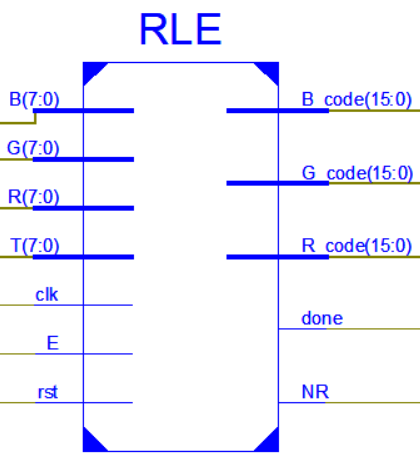 RLE
B(7:0)
B_code(15:0)
G(7:0)
G_code(15:0)
R(7:0)
T(7:0)
R_code(15:0)
clk
done
E
rst
NR